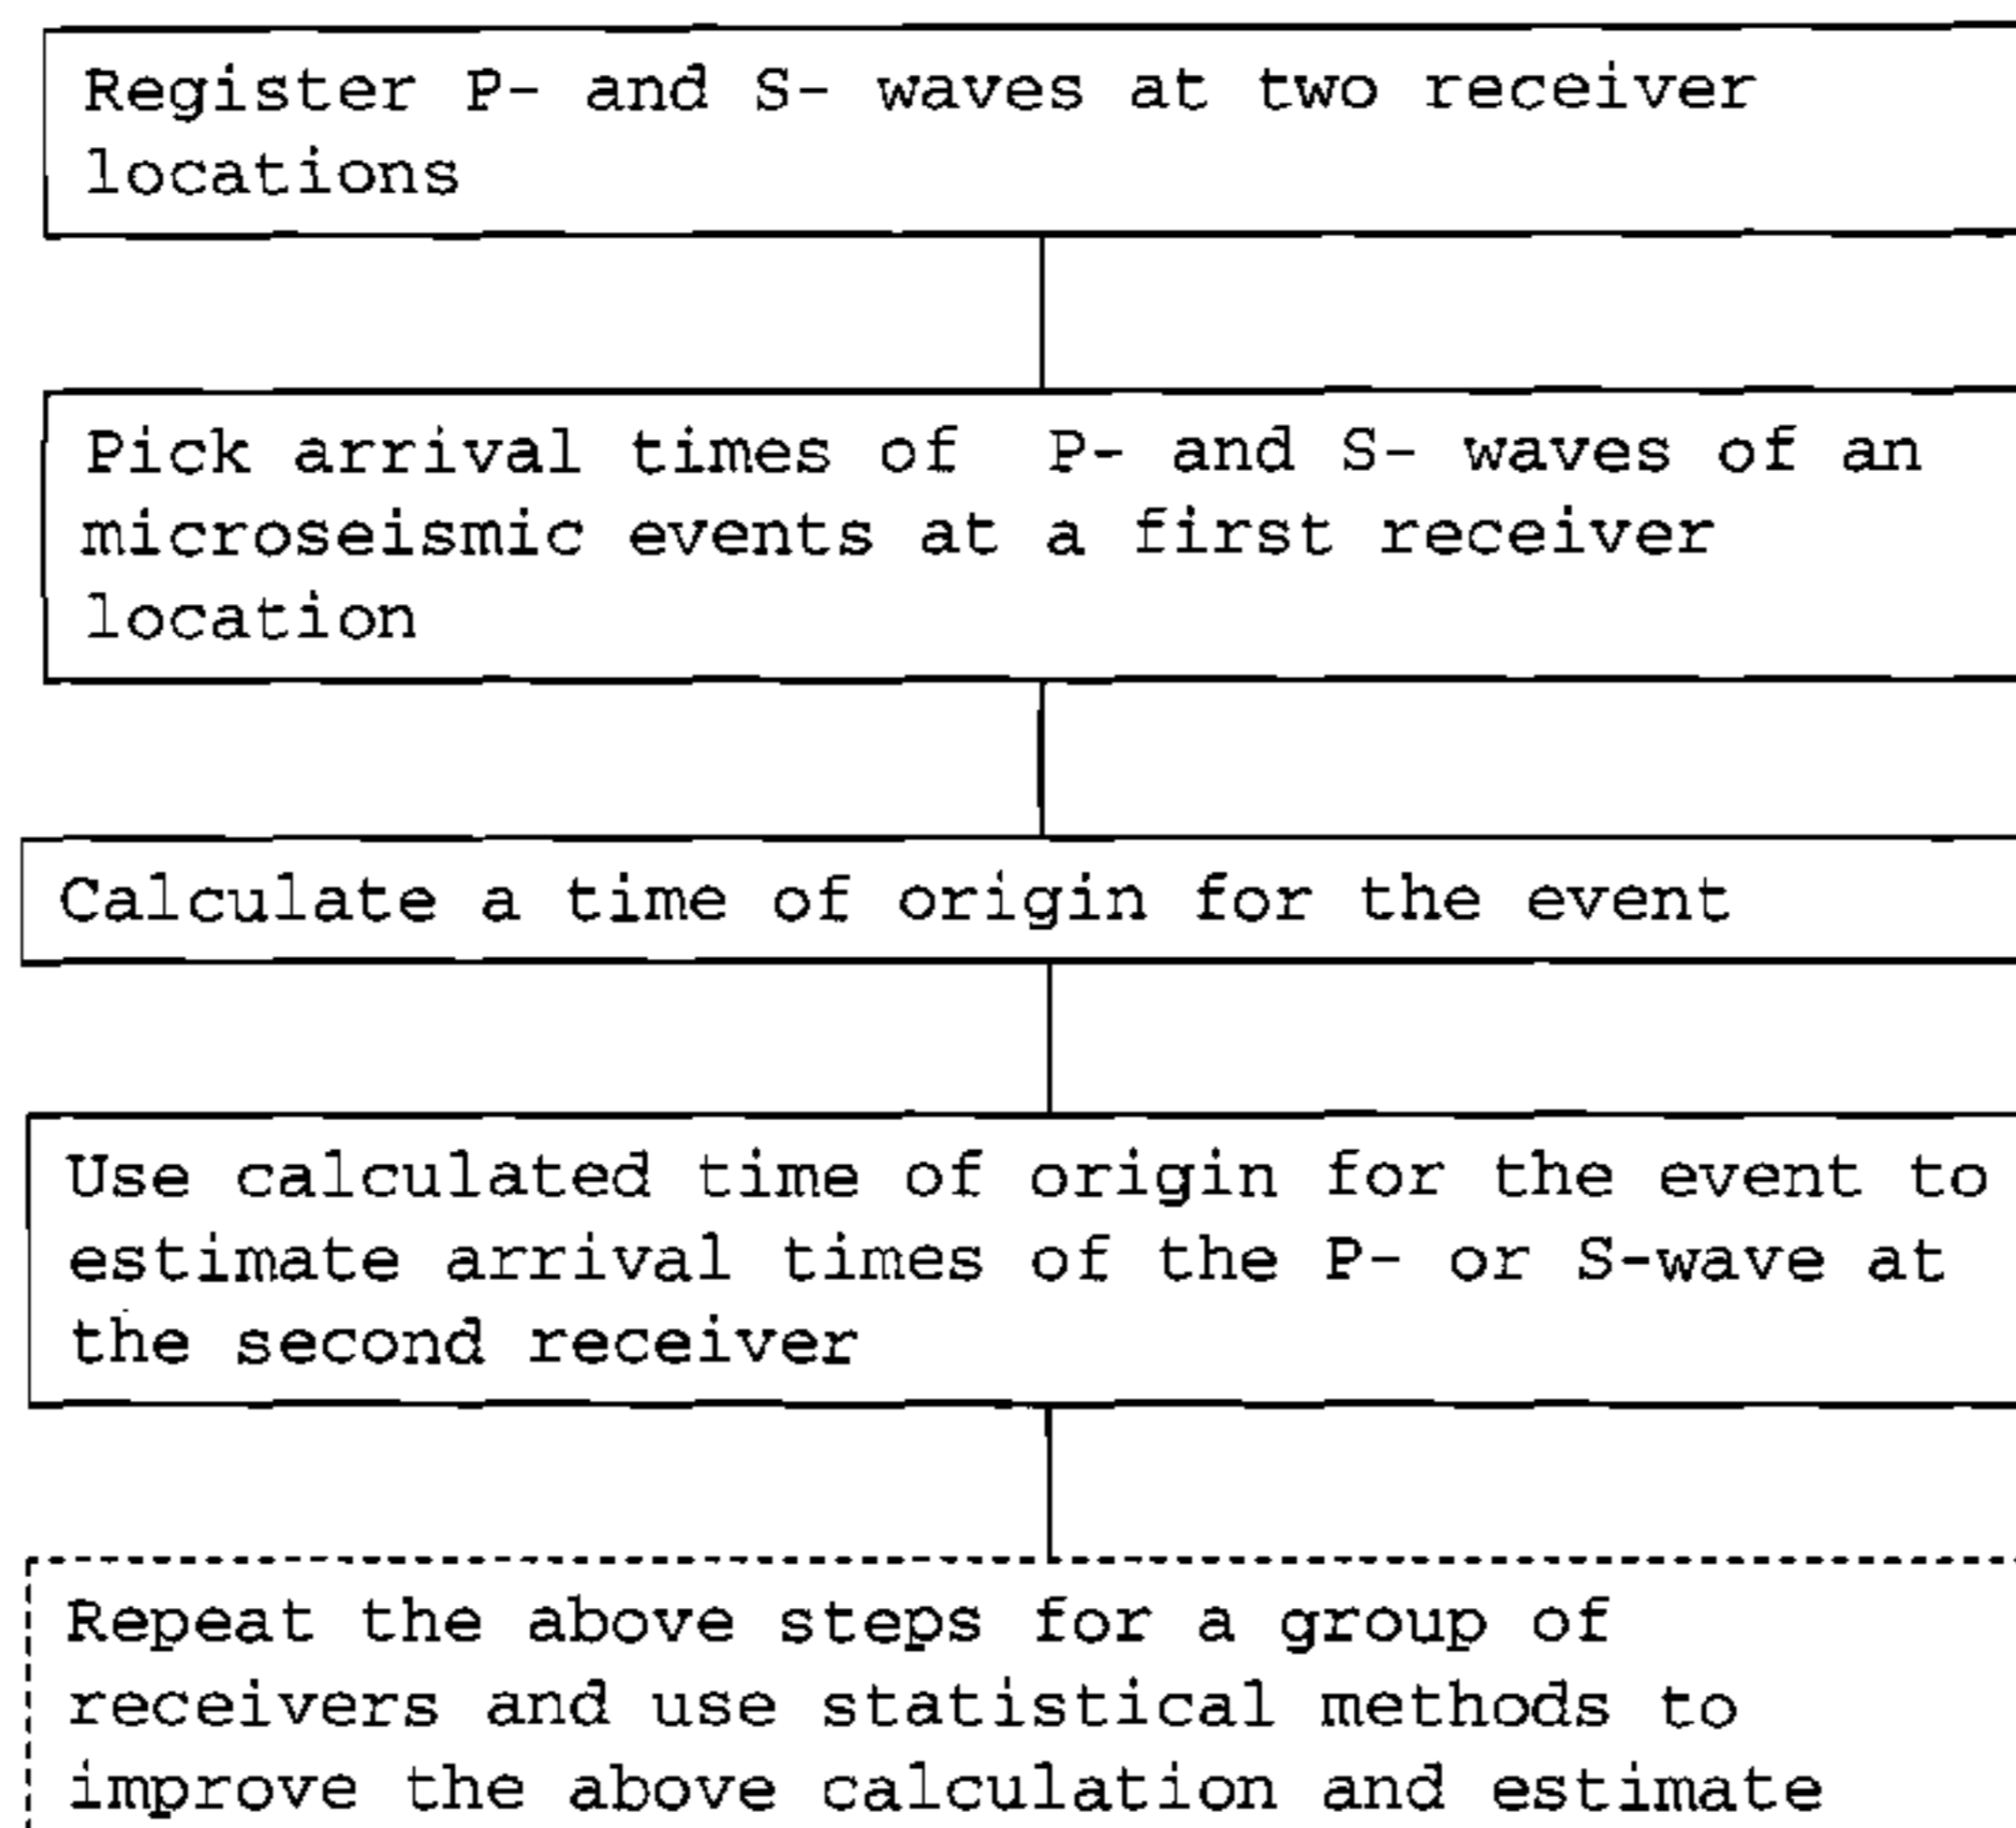 Register P- and S- waves at two receiver
locations
Pick arrival times of P- and S- waves of an
microseismic events at a first receiver
location
Calculate a time of origin for the event
Use calculated time of origin for the event to
estimate arrival times of the P- or S-wave at
the second receiver
Repeat the above steps for a group of
receivers and use statistical methods to
improve the above calculation and estimate